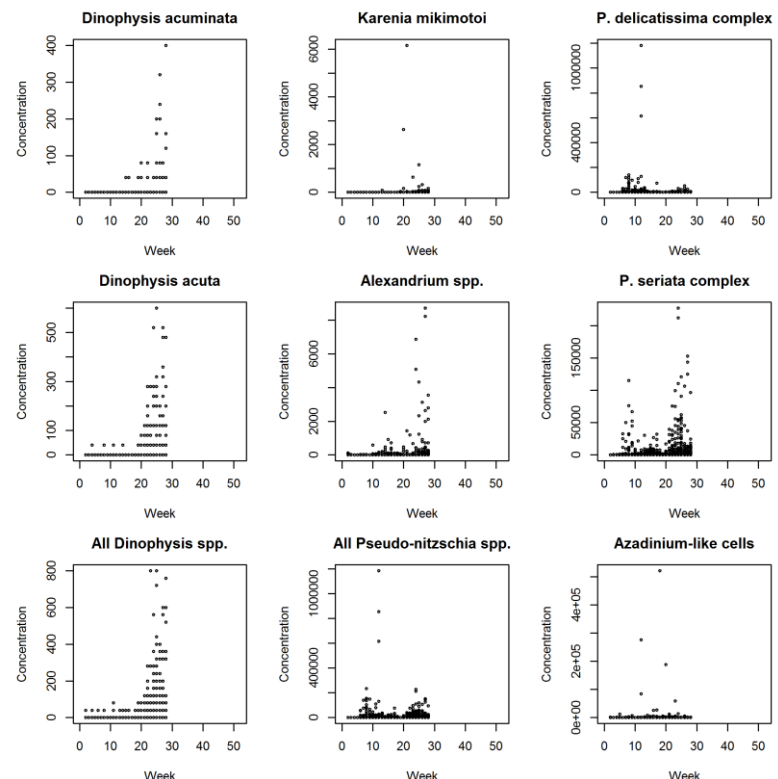 Dinophysis acuminata
Concentration
0 100 200 300 400
0 10 20 30 40 50
Week
Karenia mikimotoi
Concentration
0 2000 4000 6000
0 10 20 30 40 50
Week
P. delicatissima complex
Concentration
0 400000 1000000
0 10 20 30 40 50
Week
Dinophysis acuta
Concentration
0 100 300 500
0 10 20 30 40 50
Week
Alexandrium spp.
Concentration
0 2000 6000
0 10 20 30 40 50
Week
P. seriata complex
Concentration
0 50000 150000
0 10 20 30 40 50
Week
All Dinophysis spp.
Concentration
0 200 400 600 800
0 10 20 30 40 50
Week
All Pseudo-nitzschia spp.
Concentration
0 400000 1000000
0 10 20 30 40 50
Week
Azadinium-like cells
Concentration
0e+00 2e+05 4e+05
0 10 20 30 40 50
Week